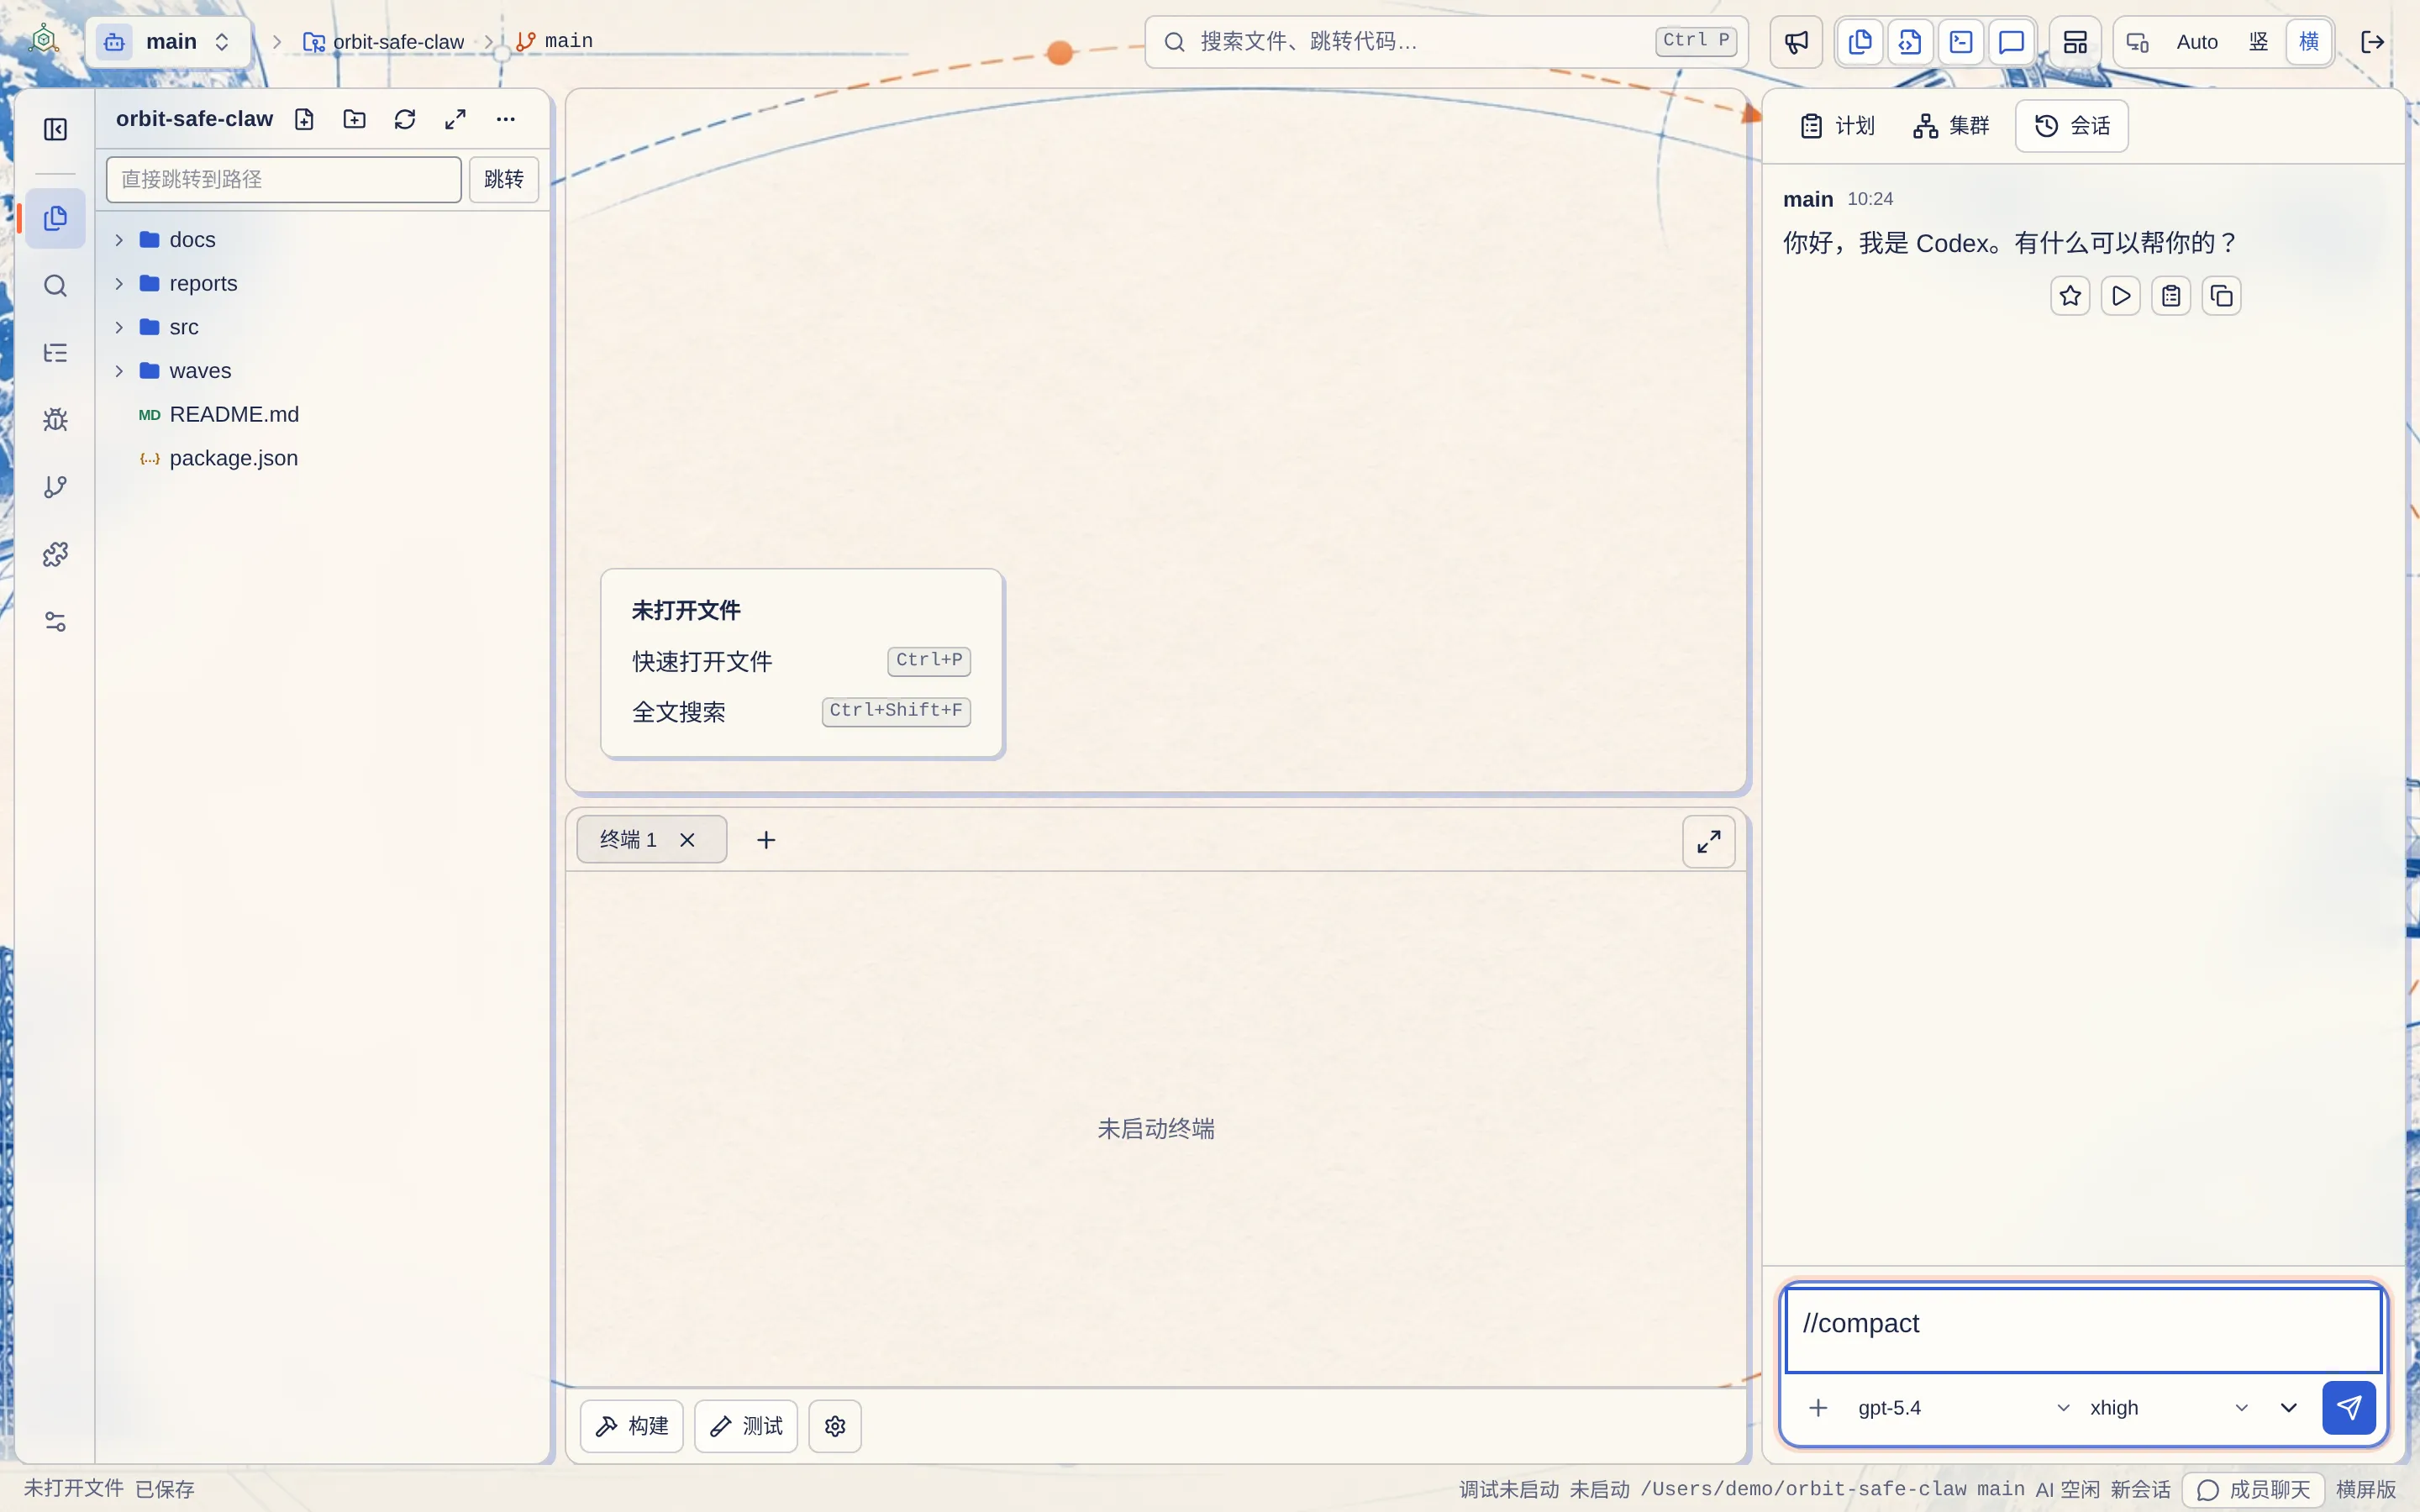 main
orbit-safe-claw
main
搜索文件、跳转代码...
Ctrl P
Auto
竖
横
orbit-safe-claw
直接跳转到路径
跳转
docs
reports
src
waves
MD README.md
{...} package.json
未打开文件
快速打开文件 Ctrl+P
全文搜索 Ctrl+Shift+F
终端 1
未启动终端
构建
测试
计划
集群
会话
main 10:24
你好，我是 Codex。有什么可以帮你的？
//compact
gpt-5.4
xhigh
未打开文件 已保存
调试未启动 未启动 /Users/demo/orbit-safe-claw main AI 空闲 新会话 成员聊天 横屏版